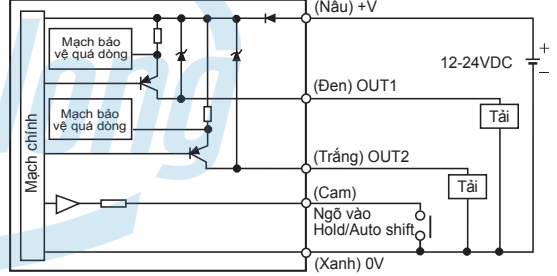 (Nâu) +V
Mạch bảo
vệ quá dòng
12-24VDC
+
−
(Đen) OUT1
Mạch bảo
vệ quá dòng
Tải
Mạch chính
(Trắng) OUT2
Tải
(Cam)
Ngõ vào
Hold/Auto shift
(Xanh) 0V